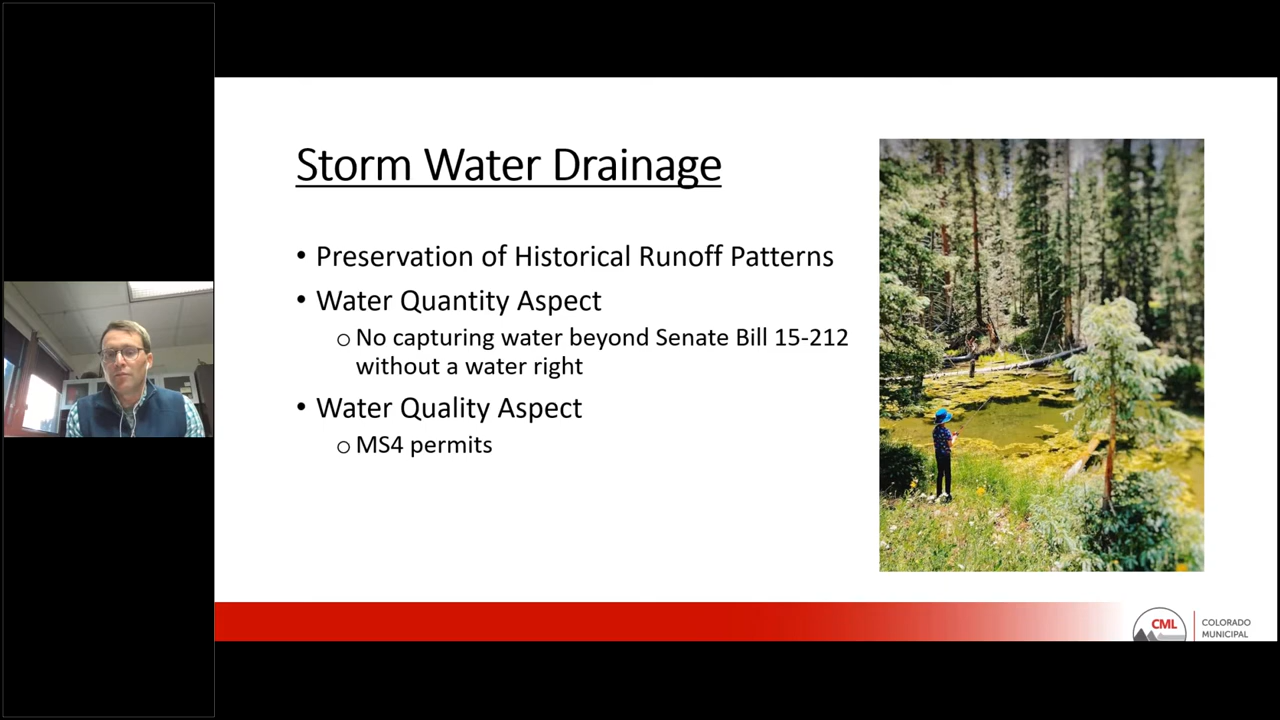 Storm Water Drainage
• Preservation of Historical Runoff Patterns
• Water Quantity Aspect
o No capturing water beyond Senate Bill 15-212
without a water right
• Water Quality Aspect
o MS4 permits
CML
COLORADO
MUNICIPAL